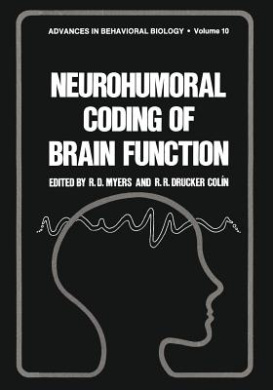 ADVANCES IN BEHAVIORAL BIOLOGY • Volume 10
NEUROHUMORAL
CODING OF
BRAIN FUNCTION
EDITED BY R. D. MYERS AND R. R. DRUCKER COLÍN